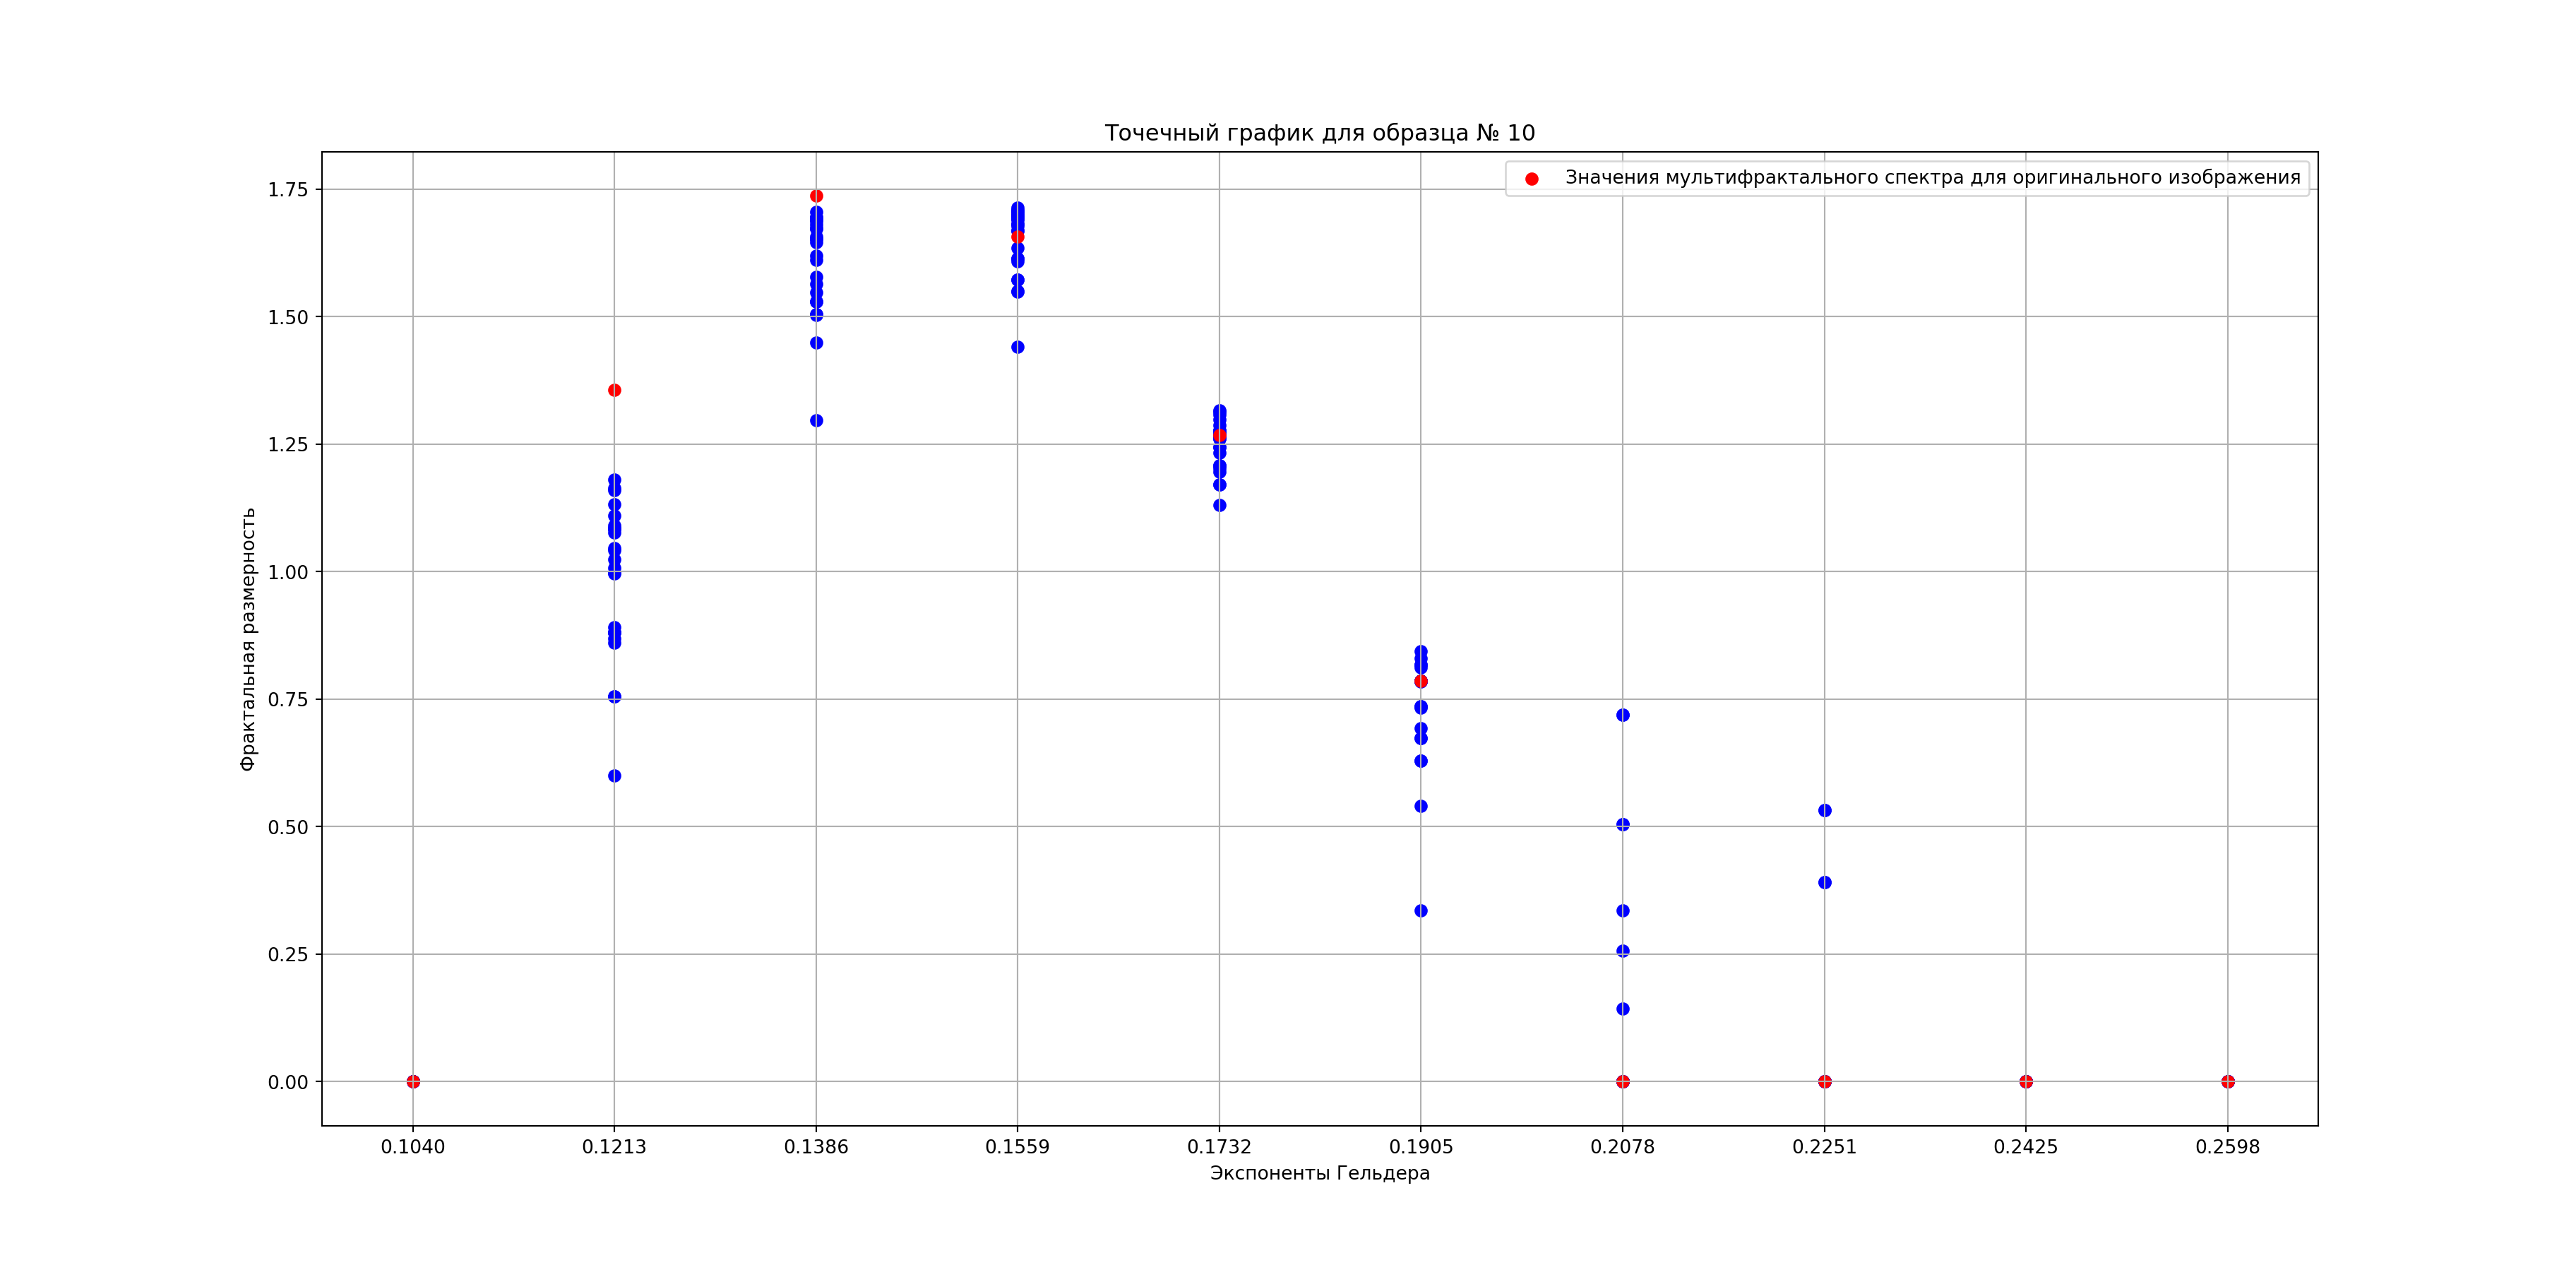 Точечный график для образца № 10
Значения мультифрактального спектра для оригинального изображения
Фрактальная размерность
1.75
1.50
1.25
1.00
0.75
0.50
0.25
0.00
0.1040 0.1213 0.1386 0.1559 0.1732 0.1905 0.2078 0.2251 0.2425 0.2598
Экспоненты Гельдера